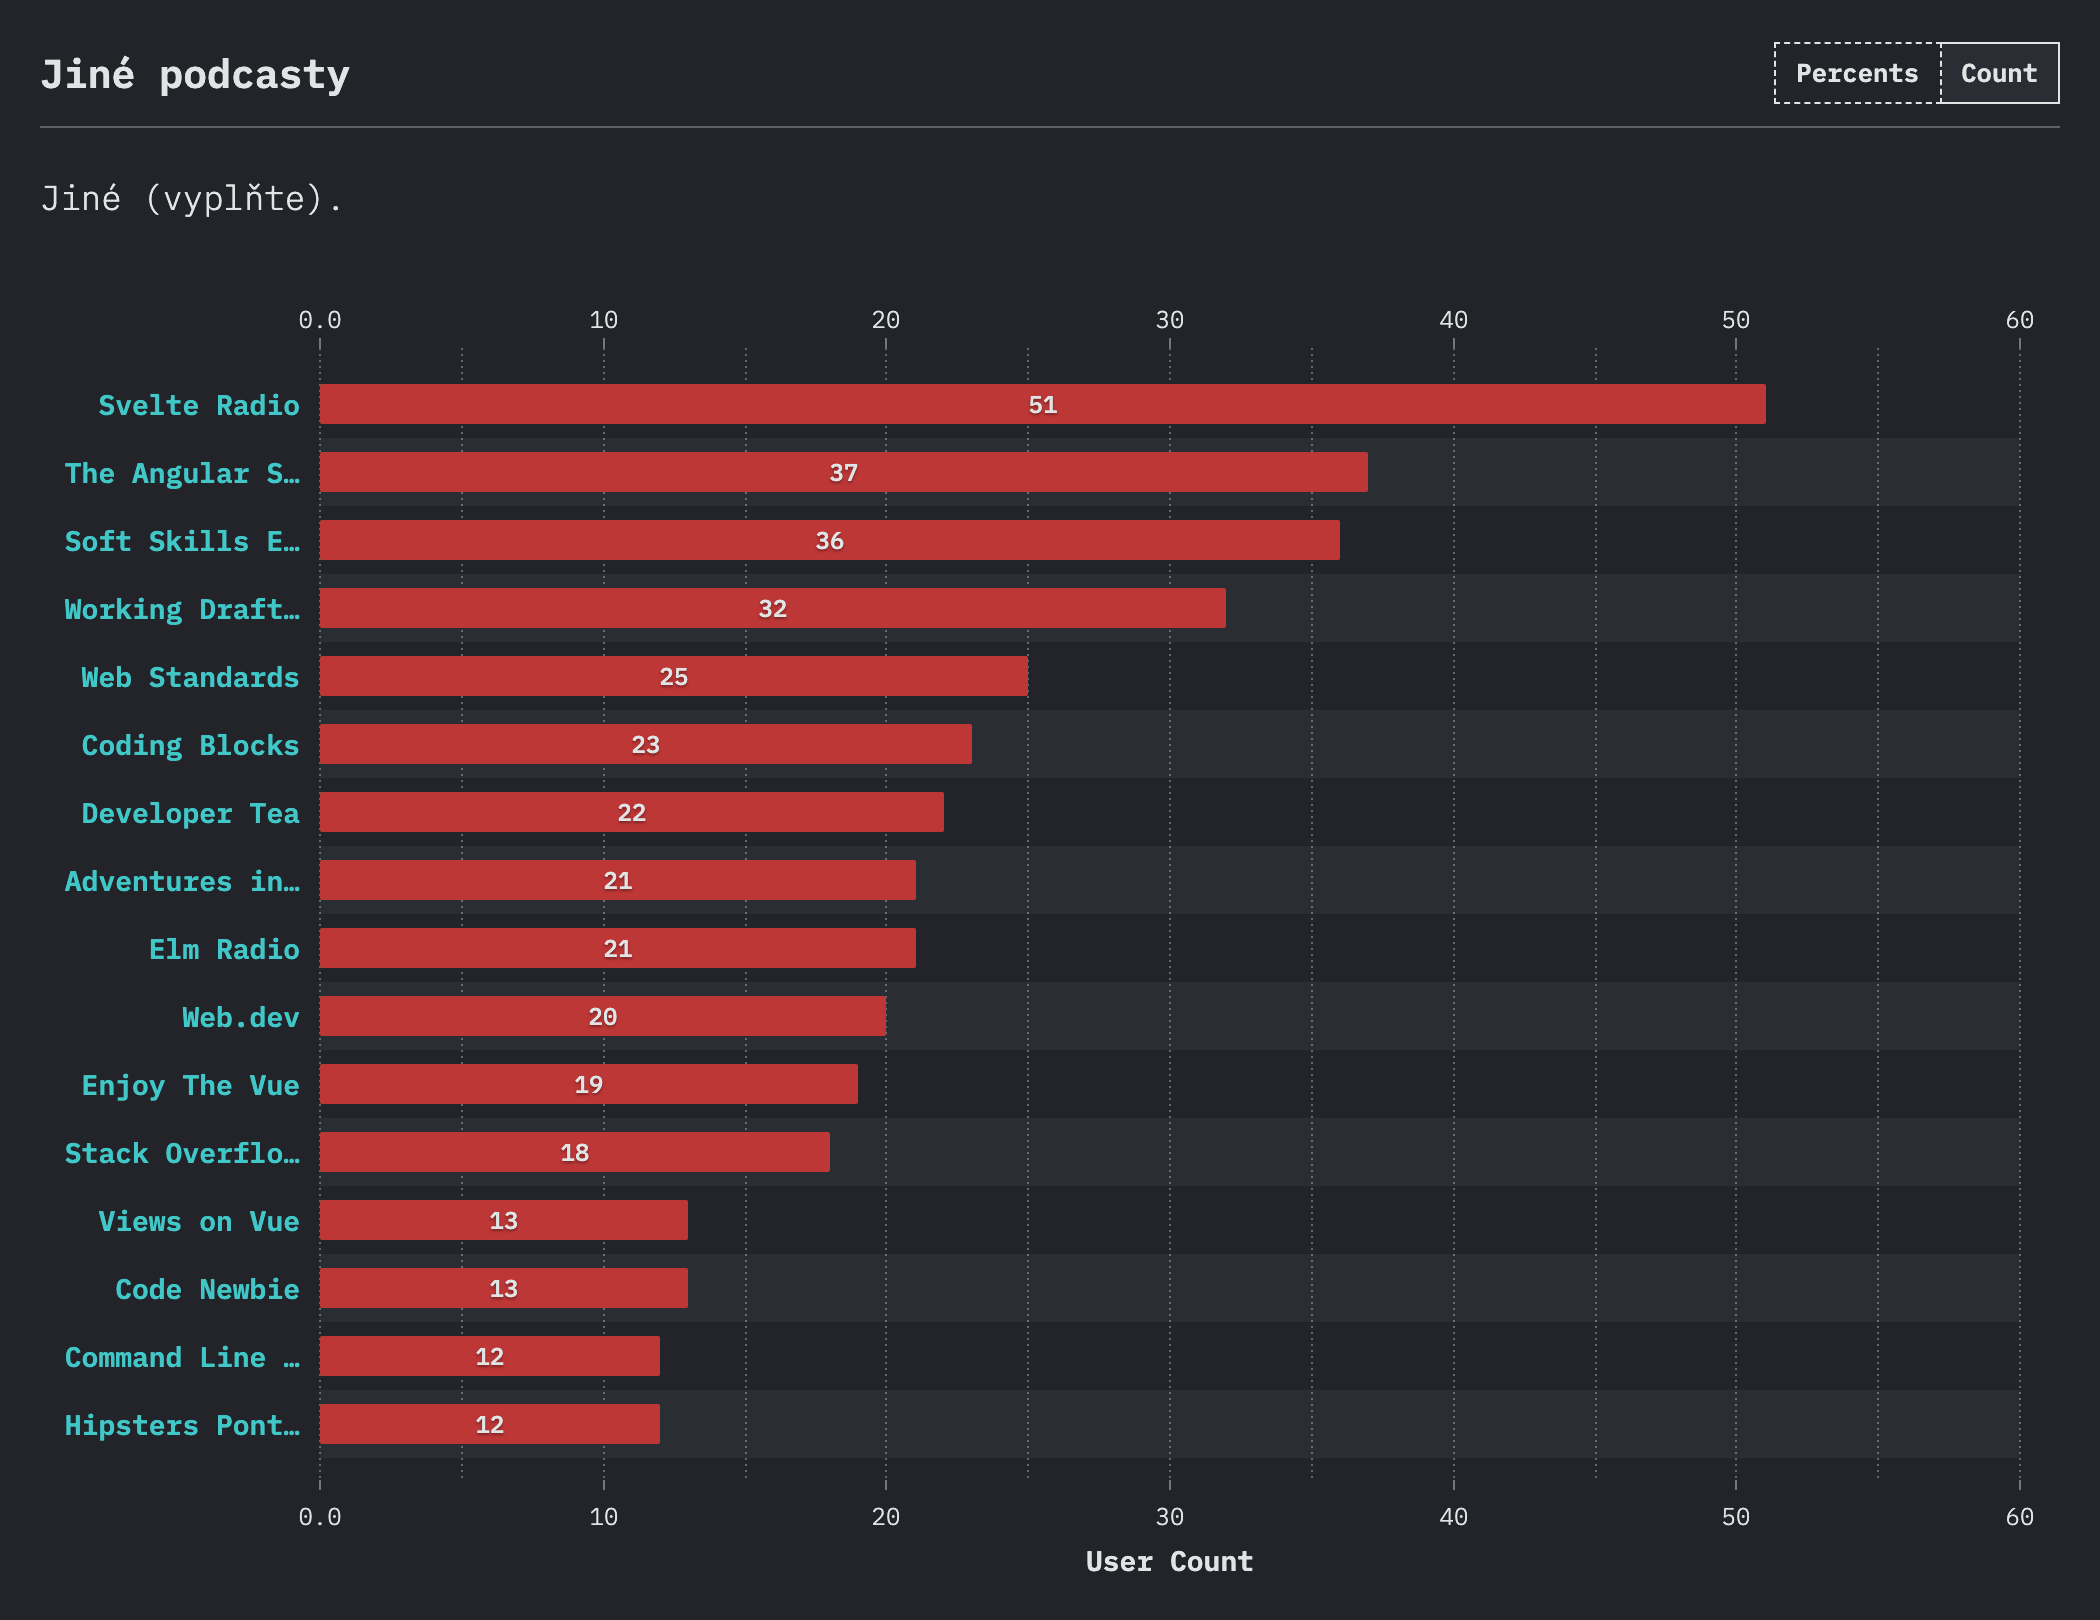 Jiné podcasty
Percents Count
Jiné (vyplňte).
0.0 10 20 30 40 50 60
Svelte Radio 51
The Angular S… 37
Soft Skills E… 36
Working Draft… 32
Web Standards 25
Coding Blocks 23
Developer Tea 22
Adventures in… 21
Elm Radio 21
Web.dev 20
Enjoy The Vue 19
Stack Overflo… 18
Views on Vue 13
Code Newbie 13
Command Line … 12
Hipsters Pont… 12
0.0 10 20 30 40 50 60
User Count